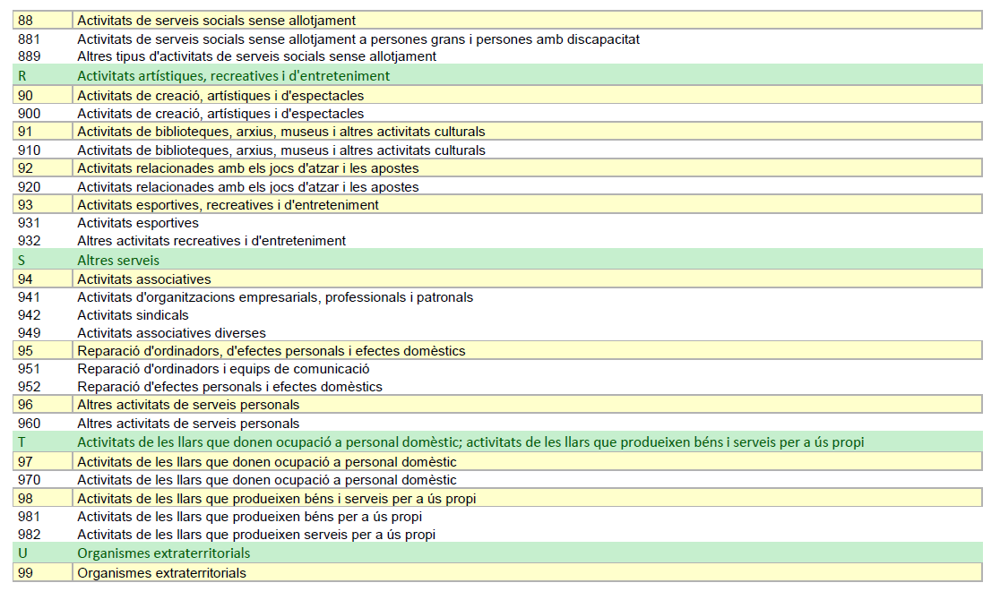 88 Activitats de serveis socials sense allotjament
881 Activitats de serveis socials sense allotjament a persones grans i persones amb discapacitat
889 Altres tipus d'activitats de serveis socials sense allotjament
R Activitats artístiques, recreatives i d'entreteniment
90 Activitats de creació, artístiques i d'espectacles
900 Activitats de creació, artístiques i d'espectacles
91 Activitats de biblioteques, arxius, museus i altres activitats culturals
910 Activitats de biblioteques, arxius, museus i altres activitats culturals
92 Activitats relacionades amb els jocs d'atzar i les apostes
920 Activitats relacionades amb els jocs d'atzar i les apostes
93 Activitats esportives, recreatives i d'entreteniment
931 Activitats esportives
932 Altres activitats recreatives i d'entreteniment
S Altres serveis
94 Activitats associatives
941 Activitats d'organitzacions empresarials, professionals i patronals
942 Activitats sindicals
949 Activitats associatives diverses
95 Reparació d'ordinadors, d'efectes personals i efectes domèstics
951 Reparació d'ordinadors i equips de comunicació
952 Reparació d'efectes personals i efectes domèstics
96 Altres activitats de serveis personals
960 Altres activitats de serveis personals
T Activitats de les llars que donen ocupació a personal domèstic; activitats de les llars que produeixen béns i serveis per a ús propi
97 Activitats de les llars que donen ocupació a personal domèstic
970 Activitats de les llars que donen ocupació a personal domèstic
98 Activitats de les llars que produeixen béns i serveis per a ús propi
981 Activitats de les llars que produeixen béns per a ús propi
982 Activitats de les llars que produeixen serveis per a ús propi
U Organismes extraterritorials
99 Organismes extraterritorials